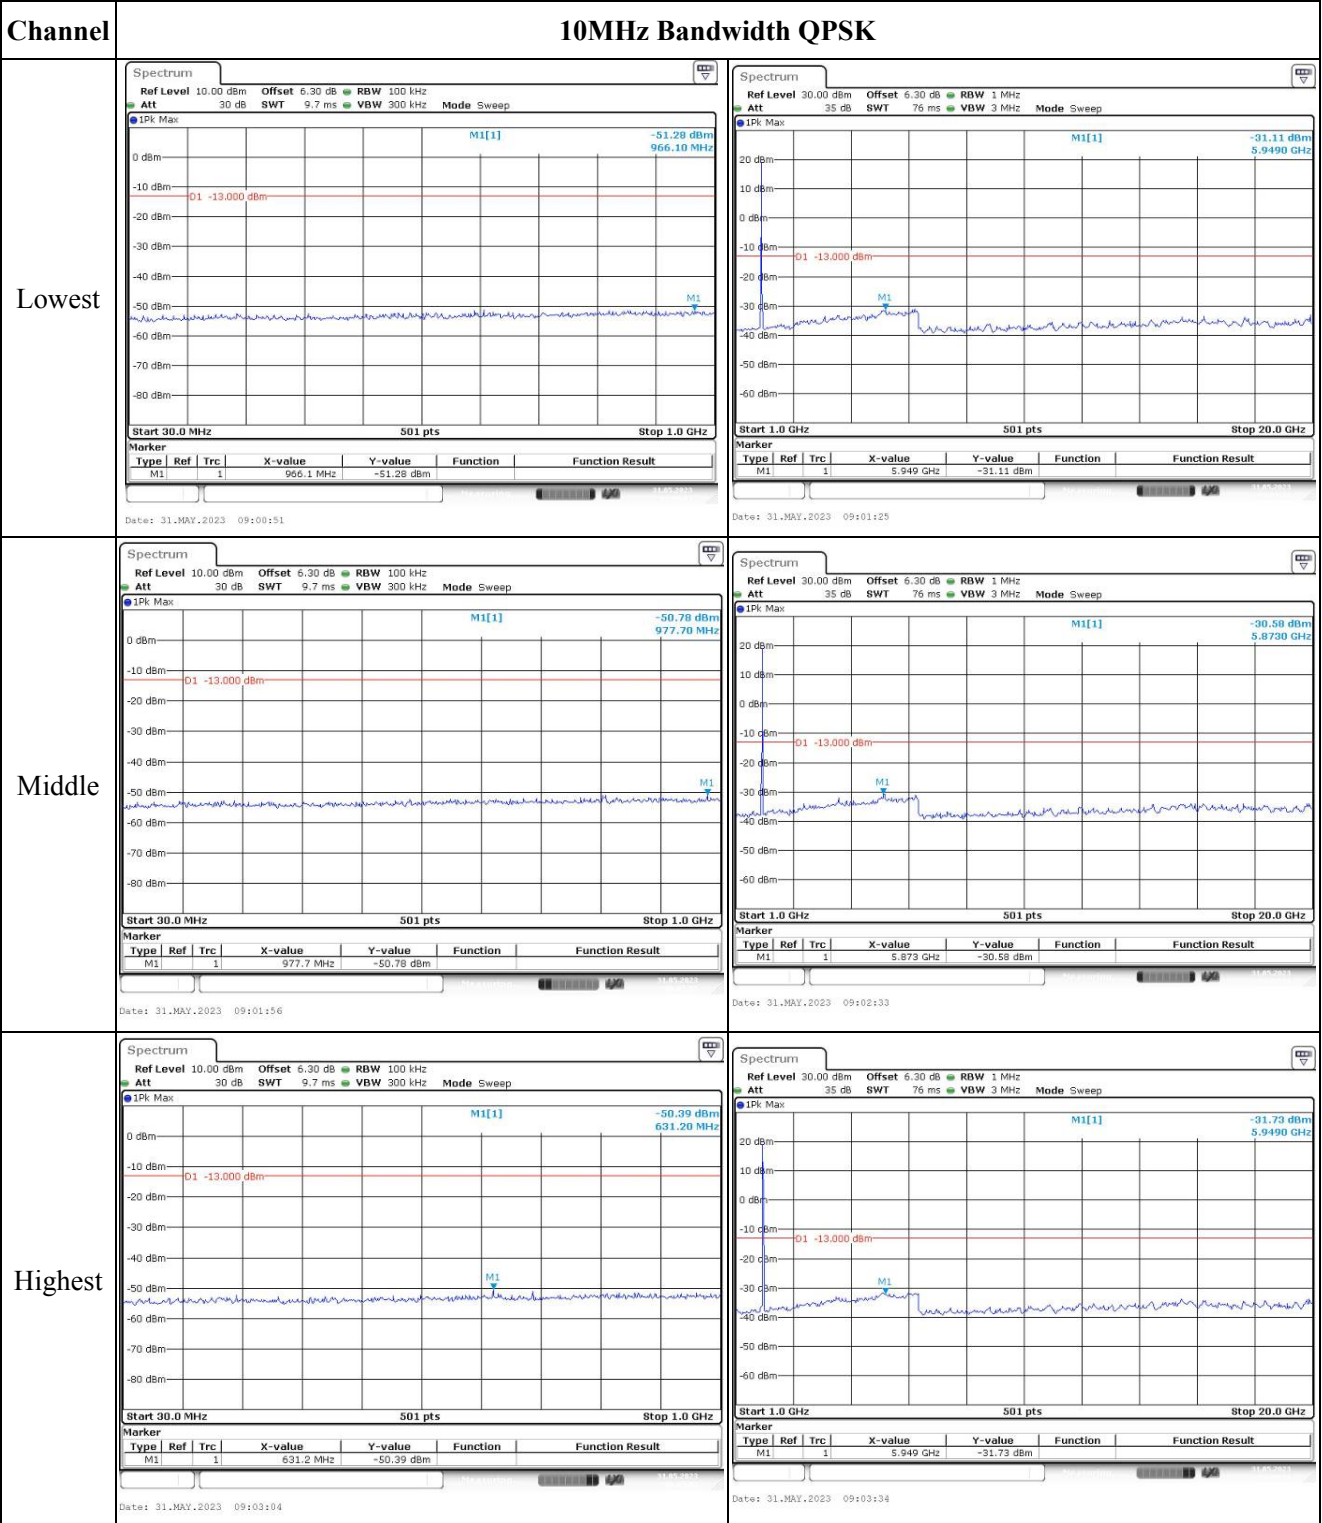 Channel 10MHz Bandwidth QPSK
Lowest
Spectrum
Ref Level 10.00 dBm Offset 6.30 dB RBW 100 kHz
Att 30 dB SWT 9.7 ms VBW 300 kHz Mode Sweep
1Pk Max
M1[1] -51.28 dBm
966.10 MHz
0 dBm
-10 dBm
D1 -13.000 dBm
-20 dBm
-30 dBm
-40 dBm
-50 dBm
M1
-60 dBm
-70 dBm
-80 dBm
Start 30.0 MHz 501 pts Stop 1.0 GHz
Marker
Type Ref Trc X-value Y-value Function Function Result
M1 1 966.1 MHz -51.28 dBm
Date: 31.MAY.2023 09:00:51
Spectrum
Ref Level 30.00 dBm Offset 6.30 dB RBW 1 MHz
Att 35 dB SWT 76 ms VBW 3 MHz Mode Sweep
1Pk Max
M1[1] -31.11 dBm
5.9490 GHz
20 dBm
10 dBm
0 dBm
-10 dBm
D1 -13.000 dBm
-20 dBm
M1
-30 dBm
-40 dBm
-50 dBm
-60 dBm
Start 1.0 GHz 501 pts Stop 20.0 GHz
Marker
Type Ref Trc X-value Y-value Function Function Result
M1 1 5.949 GHz -31.11 dBm
Date: 31.MAY.2023 09:01:25
Middle
Spectrum
Ref Level 10.00 dBm Offset 6.30 dB RBW 100 kHz
Att 30 dB SWT 9.7 ms VBW 300 kHz Mode Sweep
1Pk Max
M1[1] -50.78 dBm
977.70 MHz
0 dBm
-10 dBm
D1 -13.000 dBm
-20 dBm
-30 dBm
-40 dBm
M1
-50 dBm
-60 dBm
-70 dBm
-80 dBm
Start 30.0 MHz 501 pts Stop 1.0 GHz
Marker
Type Ref Trc X-value Y-value Function Function Result
M1 1 977.7 MHz -50.78 dBm
Date: 31.MAY.2023 09:01:56
Spectrum
Ref Level 30.00 dBm Offset 6.30 dB RBW 1 MHz
Att 35 dB SWT 76 ms VBW 3 MHz Mode Sweep
1Pk Max
M1[1] -30.58 dBm
5.8730 GHz
20 dBm
10 dBm
0 dBm
-10 dBm
D1 -13.000 dBm
-20 dBm
M1
-30 dBm
-40 dBm
-50 dBm
-60 dBm
Start 1.0 GHz 501 pts Stop 20.0 GHz
Marker
Type Ref Trc X-value Y-value Function Function Result
M1 1 5.873 GHz -30.58 dBm
Date: 31.MAY.2023 09:02:33
Highest
Spectrum
Ref Level 10.00 dBm Offset 6.30 dB RBW 100 kHz
Att 30 dB SWT 9.7 ms VBW 300 kHz Mode Sweep
1Pk Max
M1[1] -50.39 dBm
631.20 MHz
0 dBm
-10 dBm
D1 -13.000 dBm
-20 dBm
-30 dBm
-40 dBm
M1
-50 dBm
-60 dBm
-70 dBm
-80 dBm
Start 30.0 MHz 501 pts Stop 1.0 GHz
Marker
Type Ref Trc X-value Y-value Function Function Result
M1 1 631.2 MHz -50.39 dBm
Date: 31.MAY.2023 09:03:04
Spectrum
Ref Level 30.00 dBm Offset 6.30 dB RBW 1 MHz
Att 35 dB SWT 76 ms VBW 3 MHz Mode Sweep
1Pk Max
M1[1] -31.73 dBm
5.9490 GHz
20 dBm
10 dBm
0 dBm
-10 dBm
D1 -13.000 dBm
-20 dBm
M1
-30 dBm
-40 dBm
-50 dBm
-60 dBm
Start 1.0 GHz 501 pts Stop 20.0 GHz
Marker
Type Ref Trc X-value Y-value Function Function Result
M1 1 5.949 GHz -31.73 dBm
Date: 31.MAY.2023 09:03:34